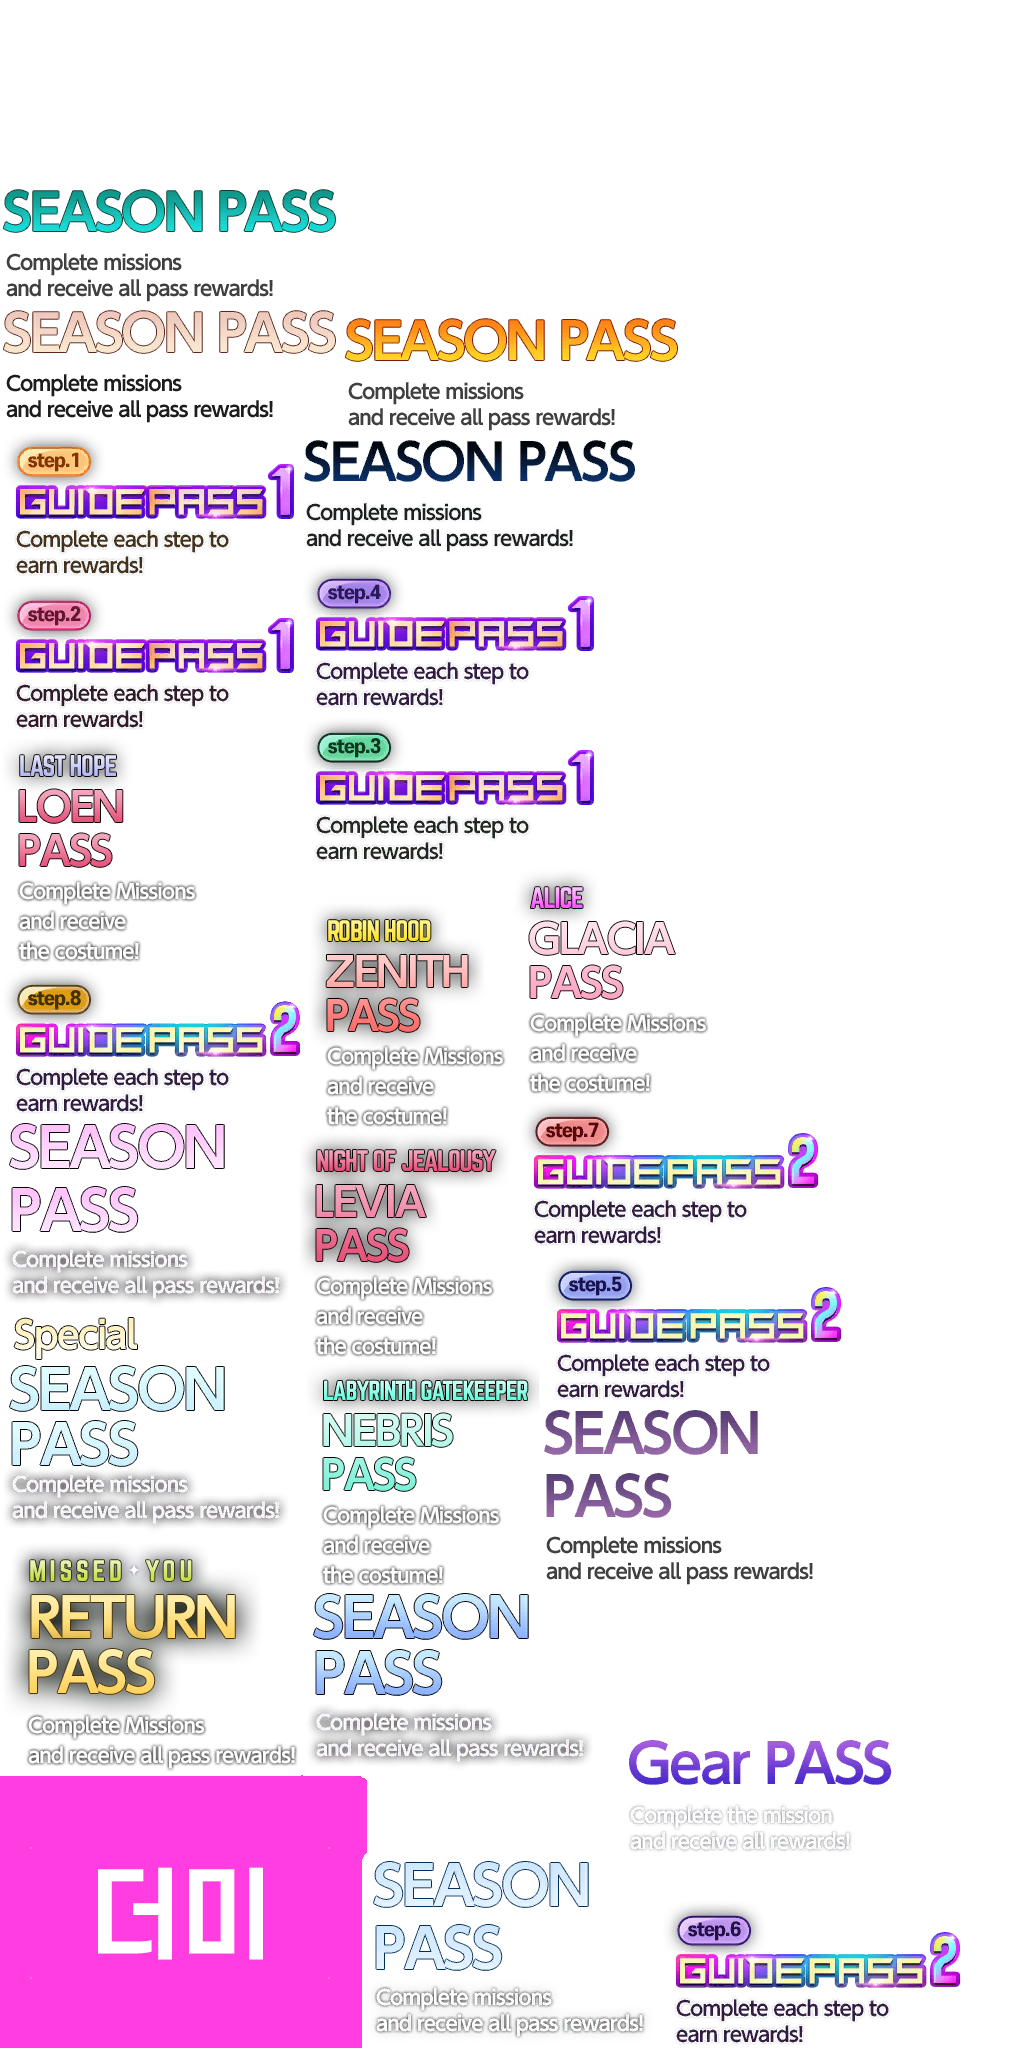 SEASON PASS
Complete missions
and receive all pass rewards!
SEASON PASS
Complete missions
and receive all pass rewards!
SEASON PASS
Complete missions
and receive all pass rewards!
step.1
GUIDEPASS 1
Complete each step to
earn rewards!
SEASON PASS
Complete missions
and receive all pass rewards!
step.2
GUIDEPASS 1
Complete each step to
earn rewards!
step.4
GUIDEPASS 1
Complete each step to
earn rewards!
step.3
GUIDEPASS 1
Complete each step to
earn rewards!
LAST HOPE
LOEN
PASS
Complete Missions
and receive
the costume!
ROBIN HOOD
ZENITH
PASS
Complete Missions
and receive
the costume!
ALICE
GLACIA
PASS
Complete Missions
and receive
the costume!
step.8
GUIDEPASS 2
Complete each step to
earn rewards!
SEASON
PASS
Complete missions
and receive all pass rewards!
NIGHT OF JEALOUSY
LEVIA
PASS
Complete Missions
and receive
the costume!
step.7
GUIDEPASS 2
Complete each step to
earn rewards!
step.5
GUIDEPASS 2
Complete each step to
earn rewards!
Special
SEASON
PASS
Complete missions
and receive all pass rewards!
LABYRINTH GATEKEEPER
NEBRIS
PASS
Complete Missions
and receive
the costume!
SEASON
PASS
Complete missions
and receive all pass rewards!
MISSED YOU
RETURN
PASS
Complete Missions
and receive all pass rewards!
SEASON
PASS
Complete missions
and receive all pass rewards!
Gear PASS
Complete the mission
and receive all rewards!
더미
SEASON
PASS
Complete missions
and receive all pass rewards!
step.6
GUIDEPASS 2
Complete each step to
earn rewards!